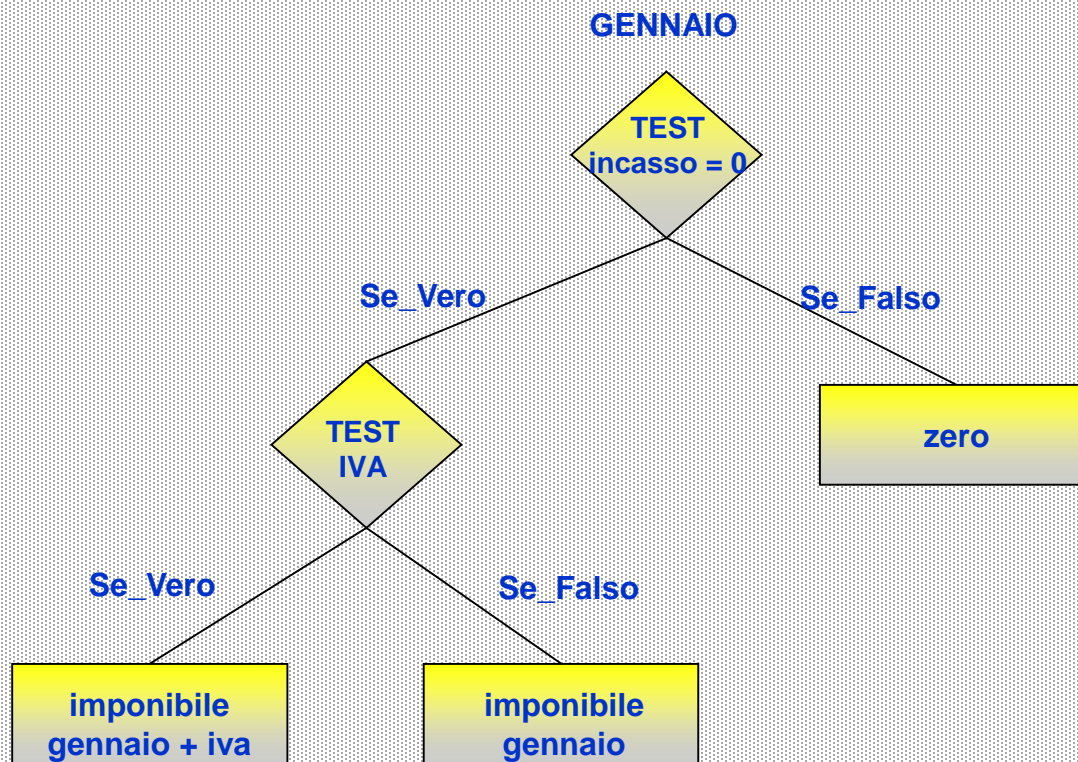 GENNAIO
TEST
incasso = 0
Se_Vero
Se_Falso
TEST
IVA
zero
Se_Vero
Se_Falso
imponibile
gennaio + iva
imponibile
gennaio